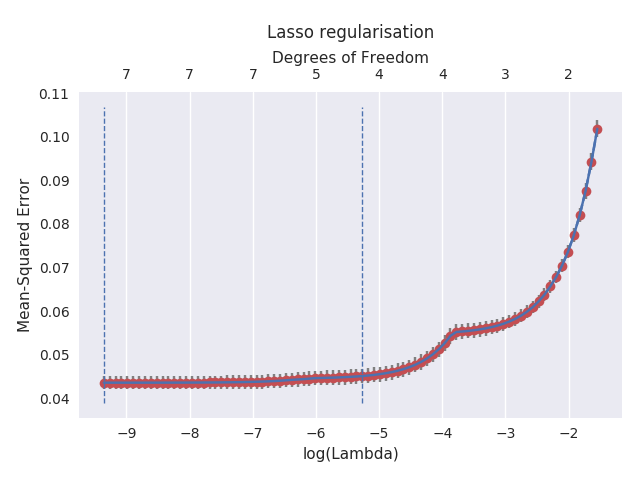 Lasso regularisation
Degrees of Freedom
7 7 7 5 4 4 3 2
0.11
0.10
0.09
0.08
0.07
0.06
0.05
0.04
Mean-Squared Error
−9 −8 −7 −6 −5 −4 −3 −2
log(Lambda)